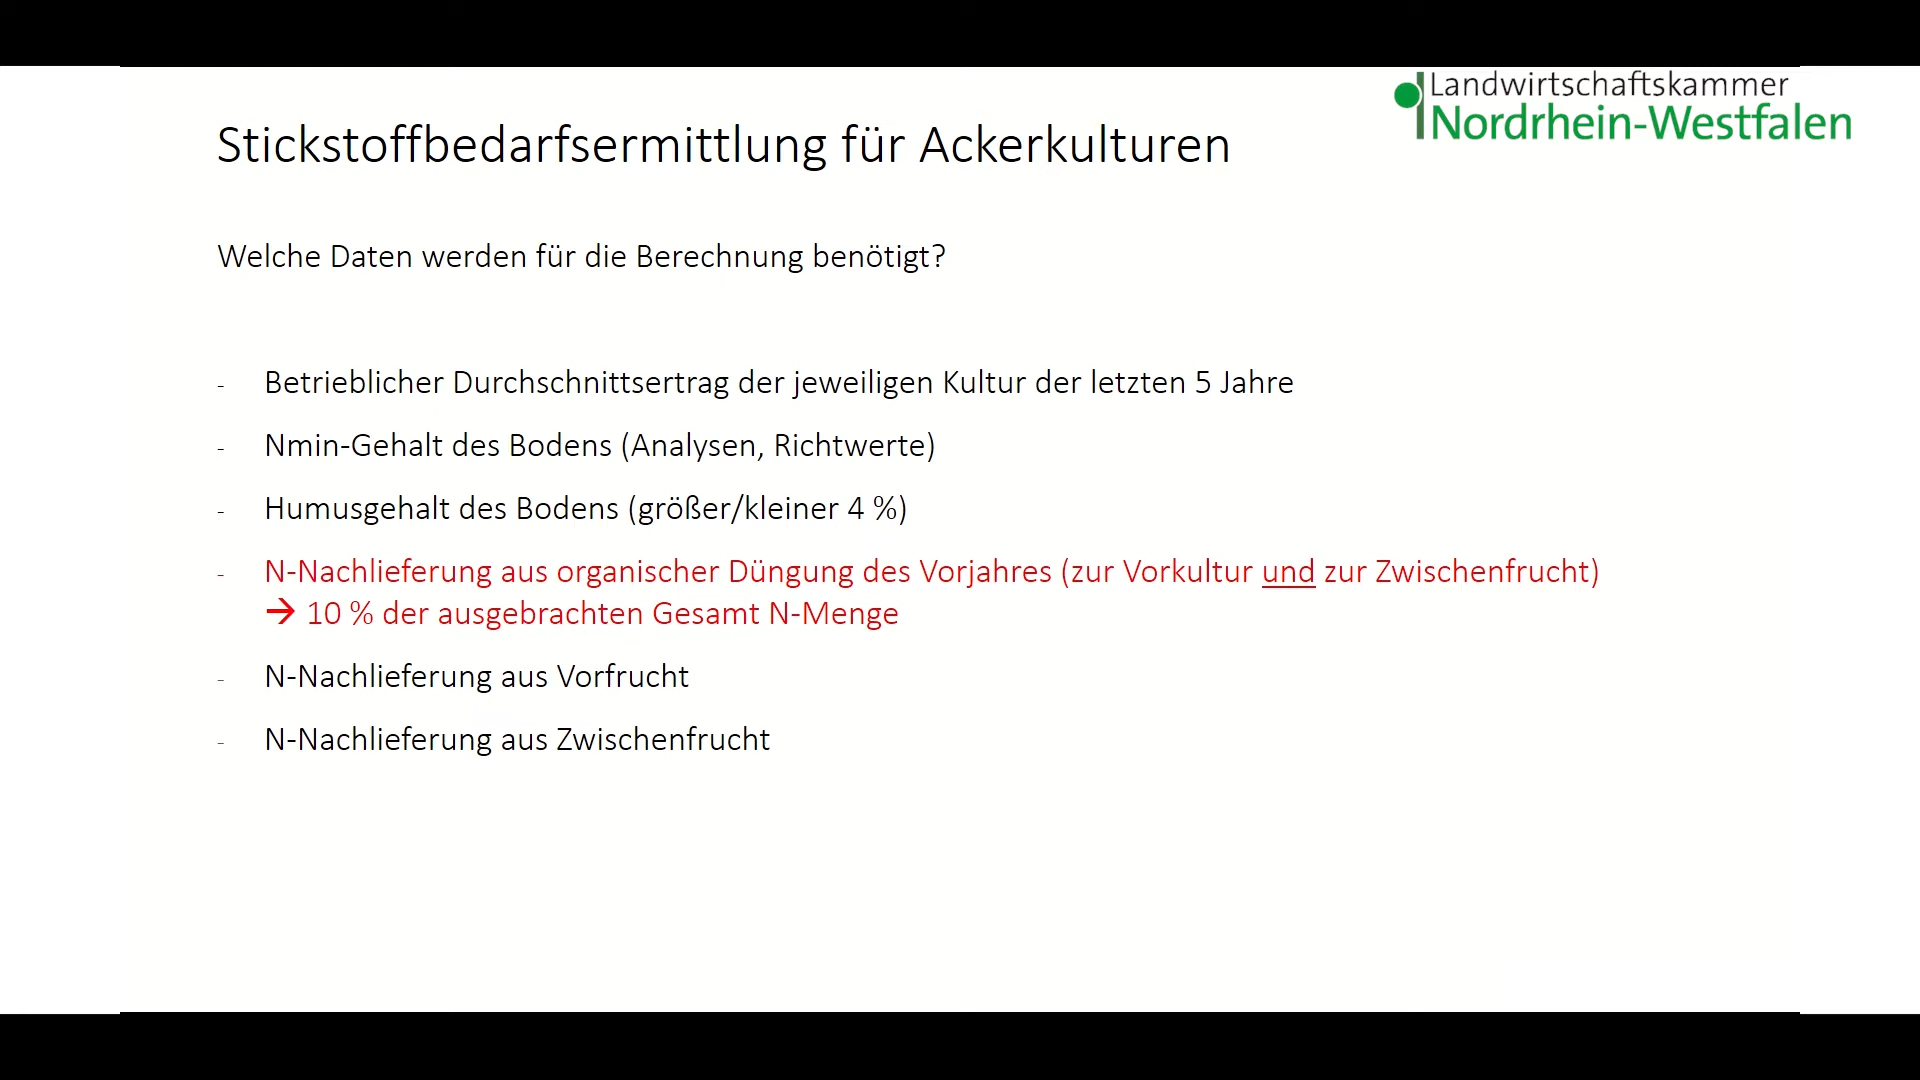 Landwirtschaftskammer
Nordrhein-Westfalen
Stickstoffbedarfsermittlung für Ackerkulturen
Welche Daten werden für die Berechnung benötigt?
- Betrieblicher Durchschnittsertrag der jeweiligen Kultur der letzten 5 Jahre
- Nmin-Gehalt des Bodens (Analysen, Richtwerte)
- Humusgehalt des Bodens (größer/kleiner 4 %)
- N-Nachlieferung aus organischer Düngung des Vorjahres (zur Vorkultur und zur Zwischenfrucht)
→ 10 % der ausgebrachten Gesamt N-Menge
- N-Nachlieferung aus Vorfrucht
- N-Nachlieferung aus Zwischenfrucht